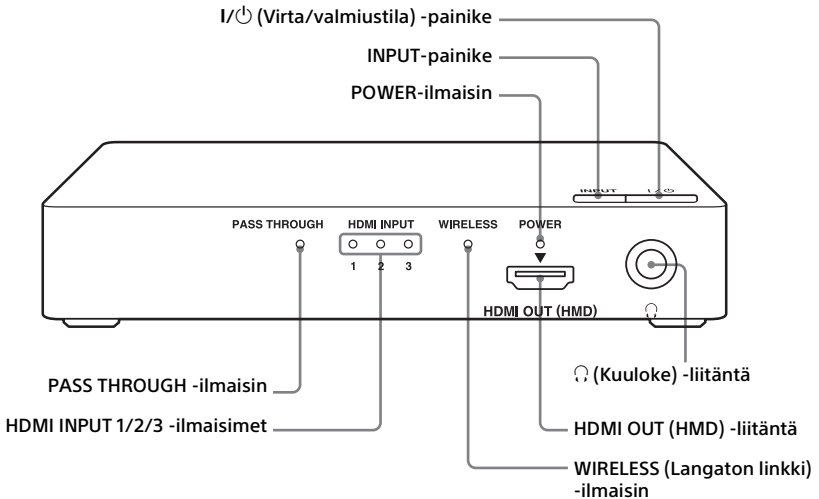 I/⏻ (Virta/valmiustila) -painike
INPUT-painike
POWER-ilmaisin
INPUT I/⏻
PASS THROUGH HDMI INPUT WIRELESS POWER
1 2 3
HDMI OUT (HMD)
PASS THROUGH -ilmaisin
(Kuuloke) -liitäntä
HDMI INPUT 1/2/3 -ilmaisimet
HDMI OUT (HMD) -liitäntä
WIRELESS (Langaton linkki)
-ilmaisin